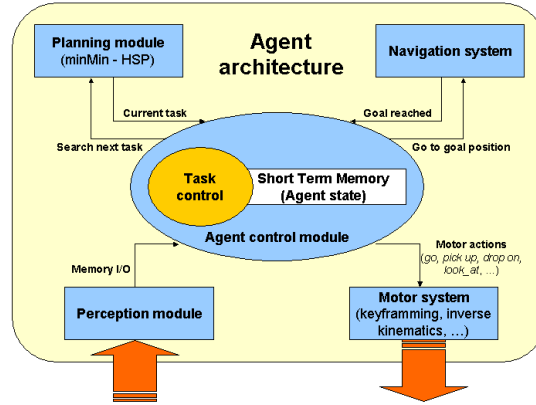 Planning module
(minMin - HSP)
Agent
architecture
Navigation system
Current task
Goal reached
Search next task
Go to goal position
Task
control
Short Term Memory
(Agent state)
Agent control module
Memory I/O
Motor actions
(go, pick up, drop on,
look_at, ...)
Perception module
Motor system
(keyframming, inverse
kinematics, ...)